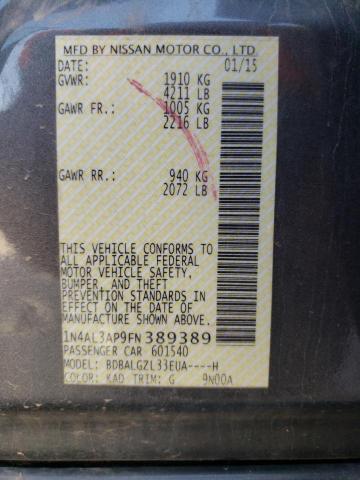 MFD BY NISSAN MOTOR CO., LTD
DATE: 01/15
GVWR: 1910 KG
4211 LB
GAWR FR.: 1005 KG
2216 LB
GAWR RR.: 940 KG
2072 LB
THIS VEHICLE CONFORMS TO
ALL APPLICABLE FEDERAL
MOTOR VEHICLE SAFETY,
BUMPER, AND THEFT
PREVENTION STANDARDS IN
EFFECT ON THE DATE OF
MANUFACTURE SHOWN ABOVE.
1N4AL3AP9FN389389
PASSENGER CAR 601540
MODEL: BDBALGZL33EUA----H
COLOR: KAD TRIM: G 9N00A